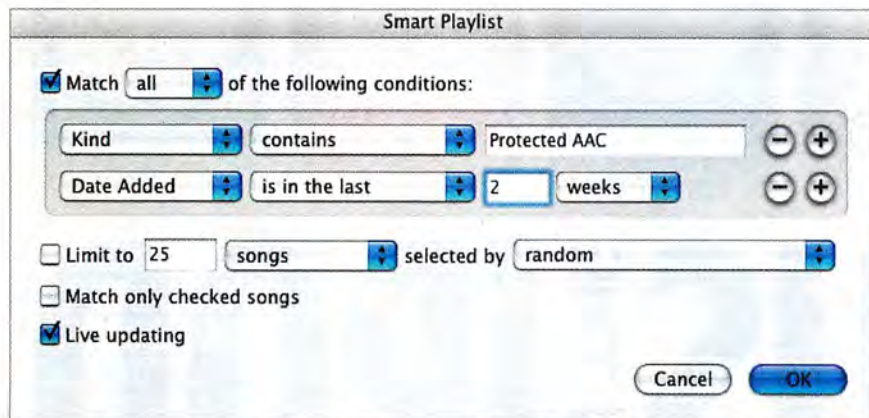 Smart Playlist
Match all of the following conditions:
Kind contains Protected AAC
Date Added is in the last 2 weeks
Limit to 25 songs selected by random
Match only checked songs
Live updating
Cancel OK